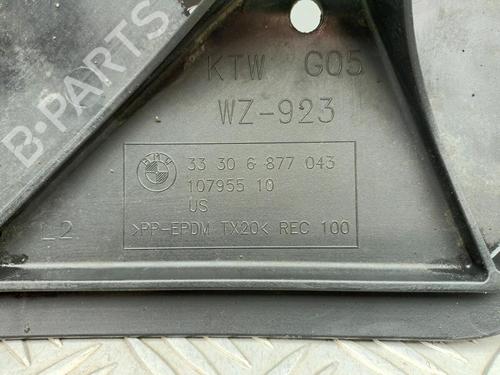 B-PARTS
KTW G05
WZ-923
BMW
33 30 6 877 043
107955 10
US
>PP-EPDM TX20< REC 100
L2